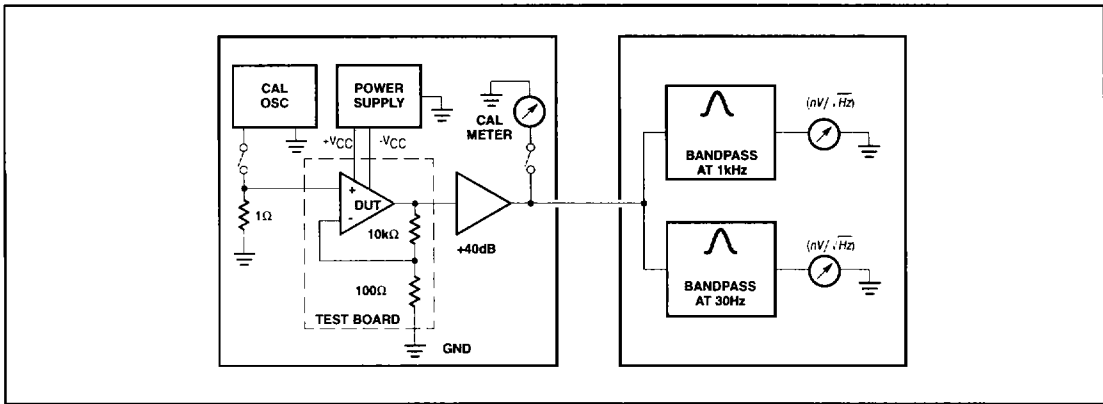 CAL
OSC
POWER
SUPPLY
+VCC
-VCC
CAL
METER
+
-
DUT
1Ω
10kΩ
100Ω
TEST BOARD
+40dB
GND
(nV/√Hz)
BANDPASS
AT 1kHz
(nV/√Hz)
BANDPASS
AT 30Hz